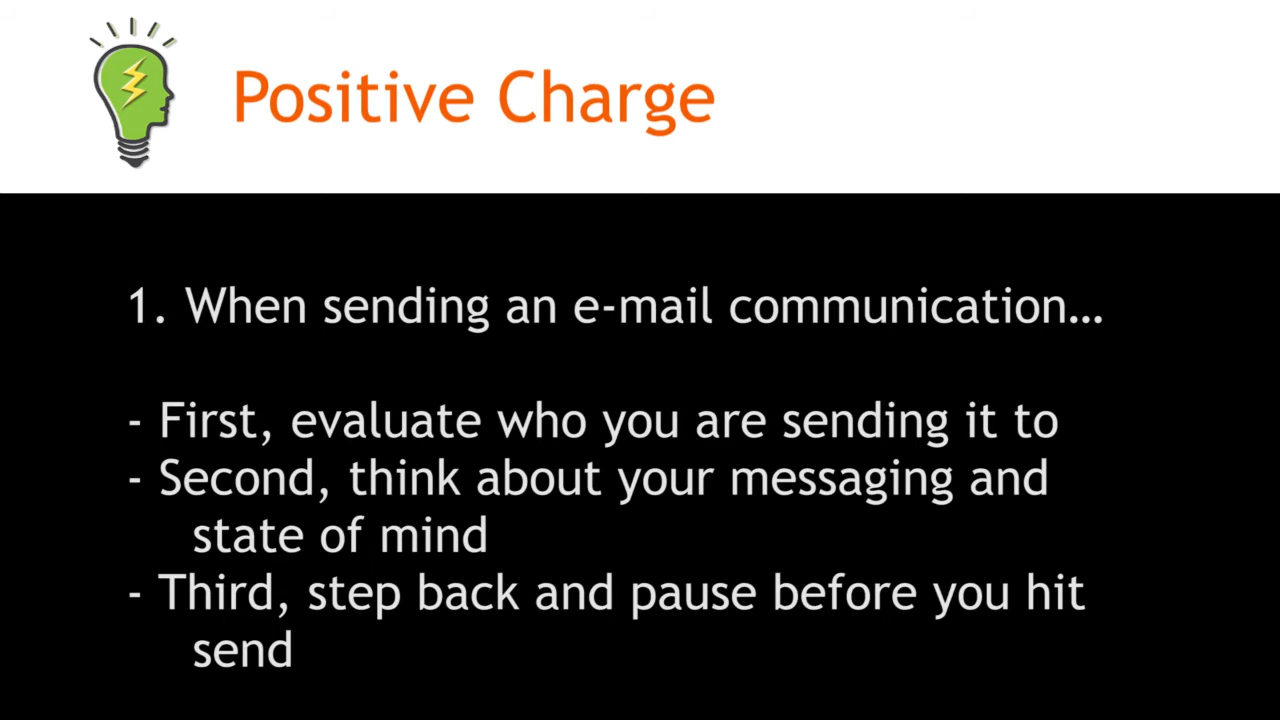 Positive Charge
1. When sending an e-mail communication…
- First, evaluate who you are sending it to
- Second, think about your messaging and
state of mind
- Third, step back and pause before you hit
send